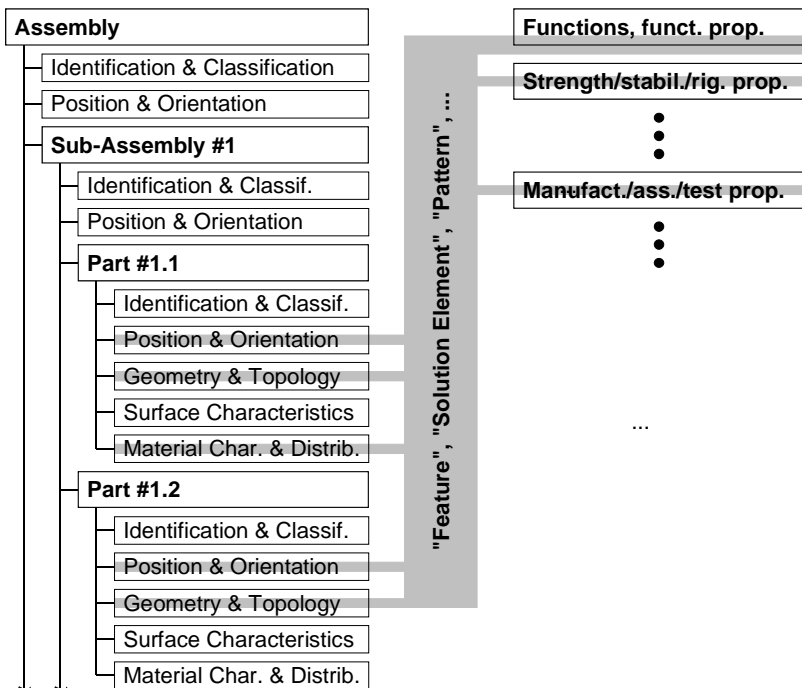 Assembly
Identification & Classification
Position & Orientation
Sub-Assembly #1
Identification & Classif.
Position & Orientation
Part #1.1
Identification & Classif.
Position & Orientation
Geometry & Topology
Surface Characteristics
Material Char. & Distrib.
Part #1.2
Identification & Classif.
Position & Orientation
Geometry & Topology
Surface Characteristics
Material Char. & Distrib.
"Feature", "Solution Element", "Pattern", ...
Functions, funct. prop.
Strength/stabil./rig. prop.
Manufact./ass./test prop.
...